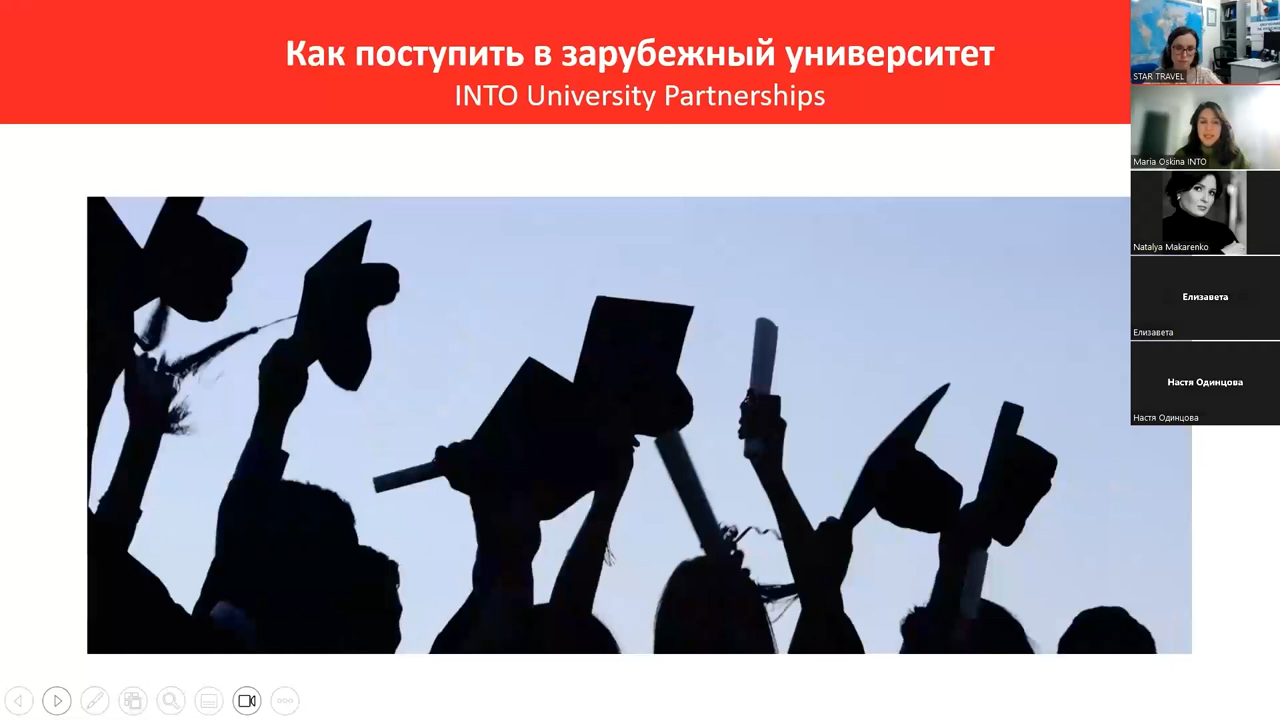 Как поступить в зарубежный университет
INTO University Partnerships
STAR TRAVEL
Maria Oskina INTO
Natalya Makarenko
Елизавета
Елизавета
Настя Одинцова
Настя Одинцова